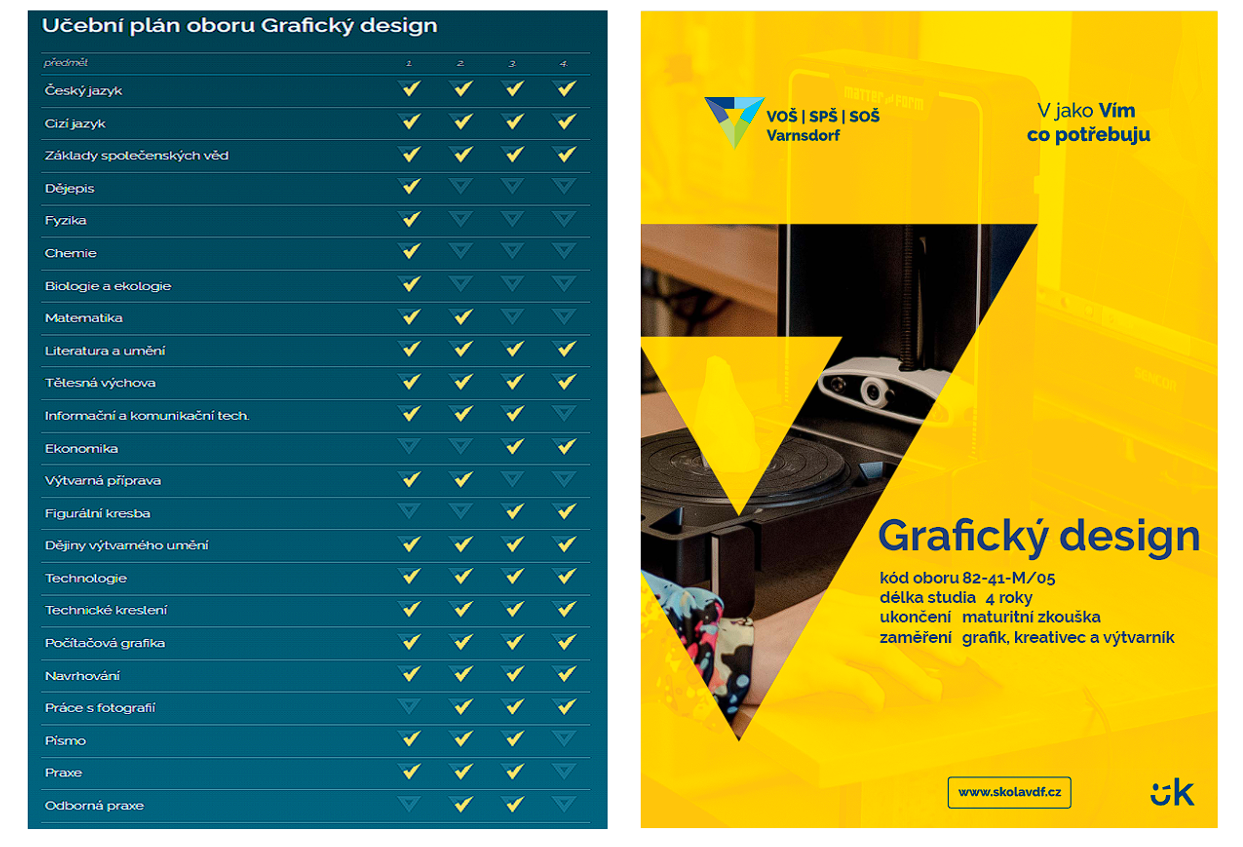 Učební plán oboru Grafický design
předmět 1. 2. 3. 4.
Český jazyk
Cizí jazyk
Základy společenských věd
Dějepis
Fyzika
Chemie
Biologie a ekologie
Matematika
Literatura a umění
Tělesná výchova
Informační a komunikační tech.
Ekonomika
Výtvarná příprava
Figurální kresba
Dějiny výtvarného umění
Technologie
Technické kreslení
Počítačová grafika
Navrhování
Práce s fotografií
Písmo
Praxe
Odborná praxe
matter and form
VOŠ | SPŠ | SOŠ
Varnsdorf
V jako Vím
co potřebuju
SENCOR
Grafický design
kód oboru 82-41-M/05
délka studia 4 roky
ukončení maturitní zkouška
zaměření grafik, kreativec a výtvarník
www.skolavdf.cz
úk